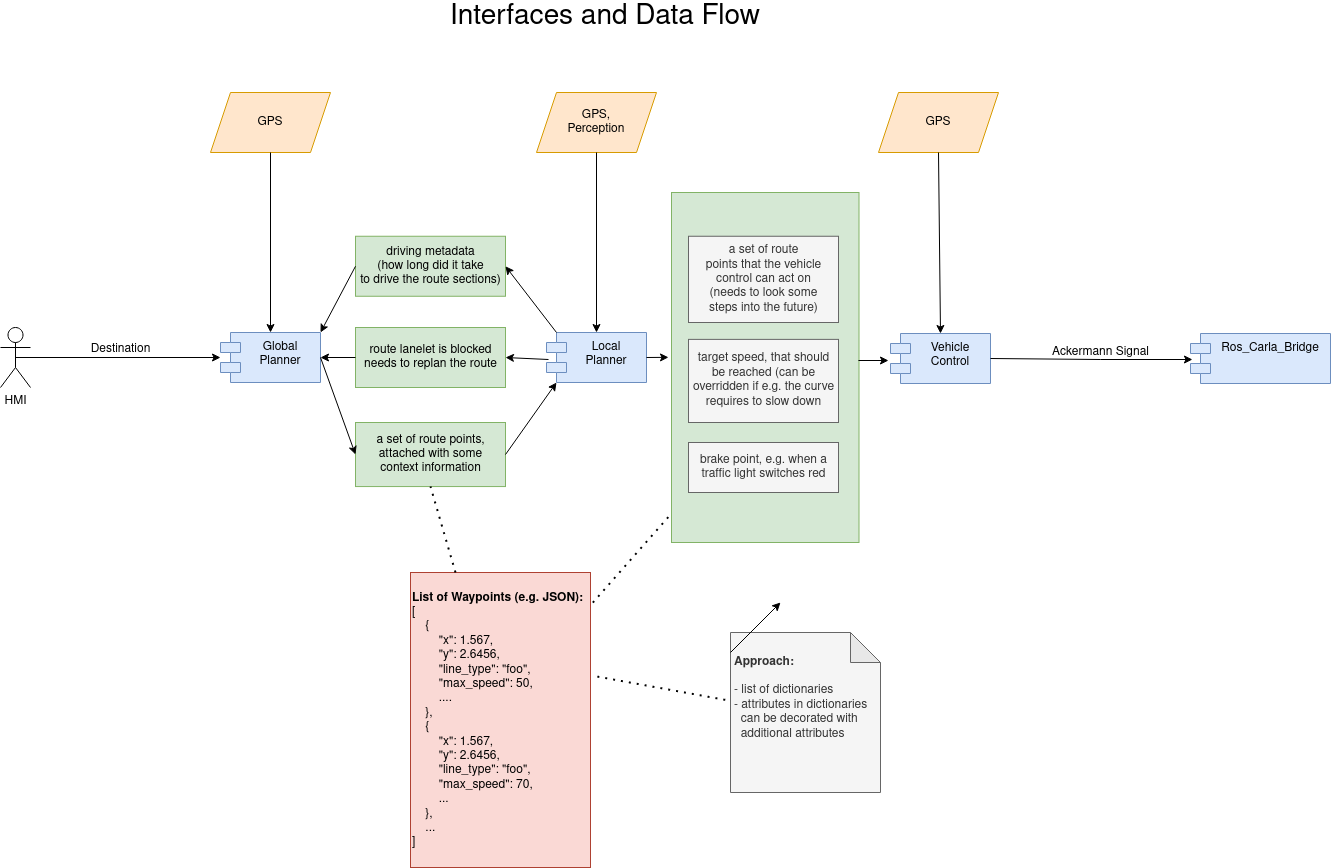 Interfaces and Data Flow
GPS
GPS,
Perception
GPS
driving metadata
(how long did it take
to drive the route sections)
a set of route
points that the vehicle
control can act on
(needs to look some
steps into the future)
HMI
Destination
Global
Planner
route lanelet is blocked
needs to replan the route
Local
Planner
target speed, that should
be reached (can be
overridden if e.g. the curve
requires to slow down
Vehicle
Control
Ackermann Signal
Ros_Carla_Bridge
a set of route points,
attached with some
context information
brake point, e.g. when a
traffic light switches red
List of Waypoints (e.g. JSON):
[
{
"x": 1.567,
"y": 2.6456,
"line_type": "foo",
"max_speed": 50,
....
},
{
"x": 1.567,
"y": 2.6456,
"line_type": "foo",
"max_speed": 70,
...
},
...
]
Approach:
- list of dictionaries
- attributes in dictionaries
can be decorated with
additional attributes